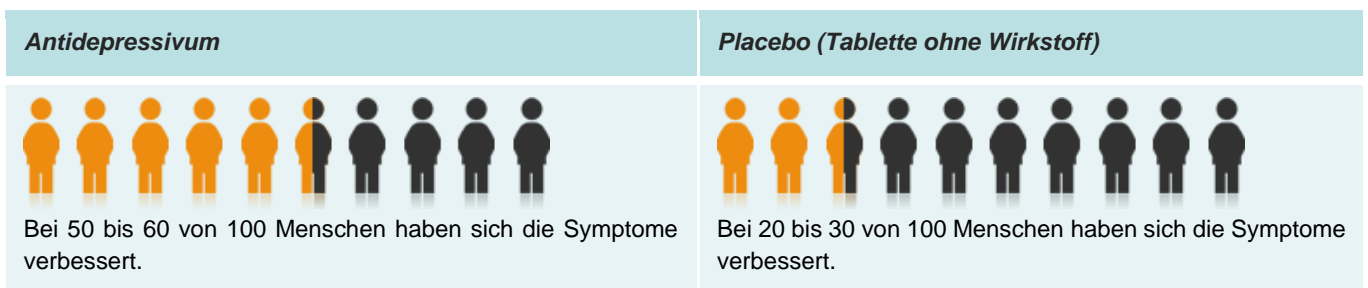 Antidepressivum
Placebo (Tablette ohne Wirkstoff)
Bei 50 bis 60 von 100 Menschen haben sich die Symptome
verbessert.
Bei 20 bis 30 von 100 Menschen haben sich die Symptome
verbessert.